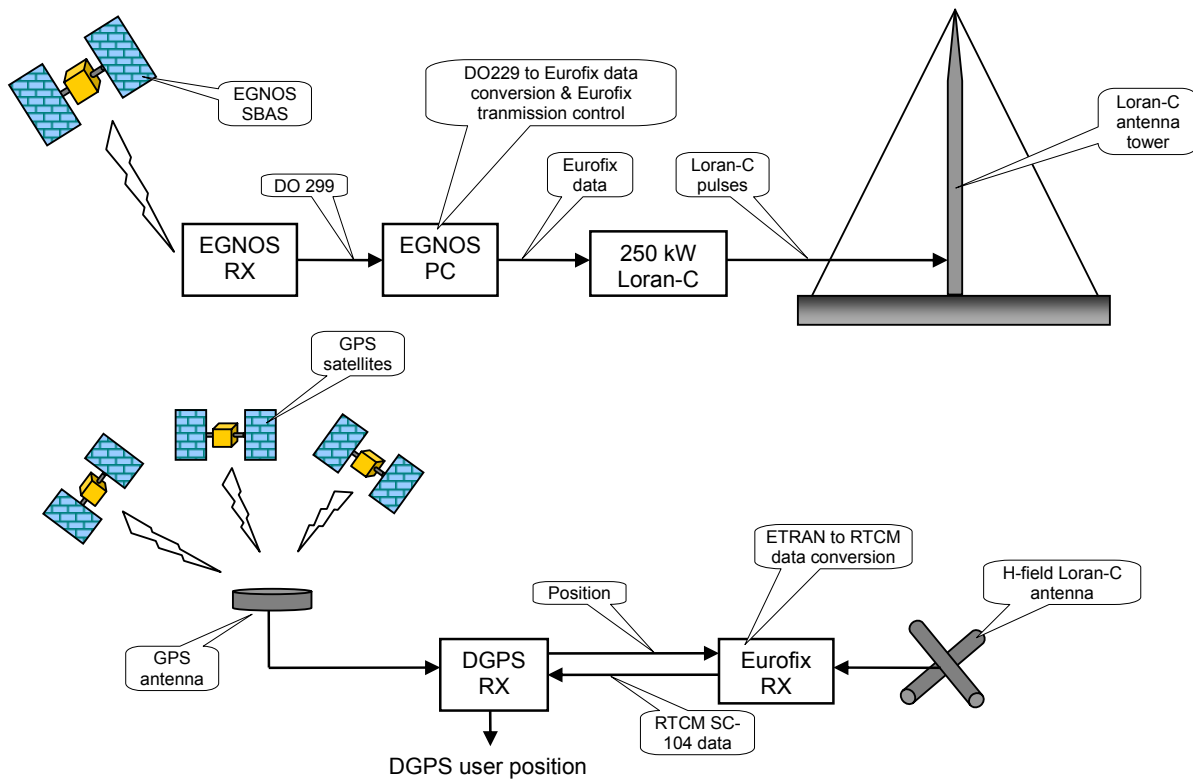 EGNOS
SBAS
DO229 to Eurofix data
conversion & Eurofix
tranmission control
Loran-C
antenna
tower
DO 299
Eurofix
data
Loran-C
pulses
EGNOS
RX
EGNOS
PC
250 kW
Loran-C
GPS
satellites
ETRAN to RTCM
data conversion
H-field Loran-C
antenna
Position
GPS
antenna
DGPS
RX
Eurofix
RX
RTCM SC-
104 data
DGPS user position